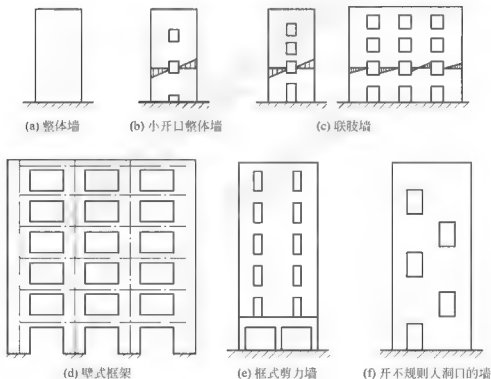 (a) 整体墙
(b) 小开口整体墙
(c) 联肢墙
(d) 壁式框架
(e) 框式剪力墙
(f) 开不规则大洞口的墙